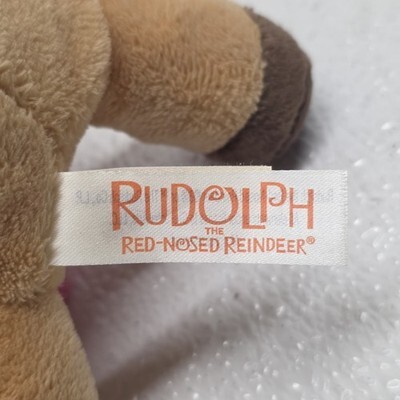 RUDOLPH
THE
RED-NOSED REINDEER®